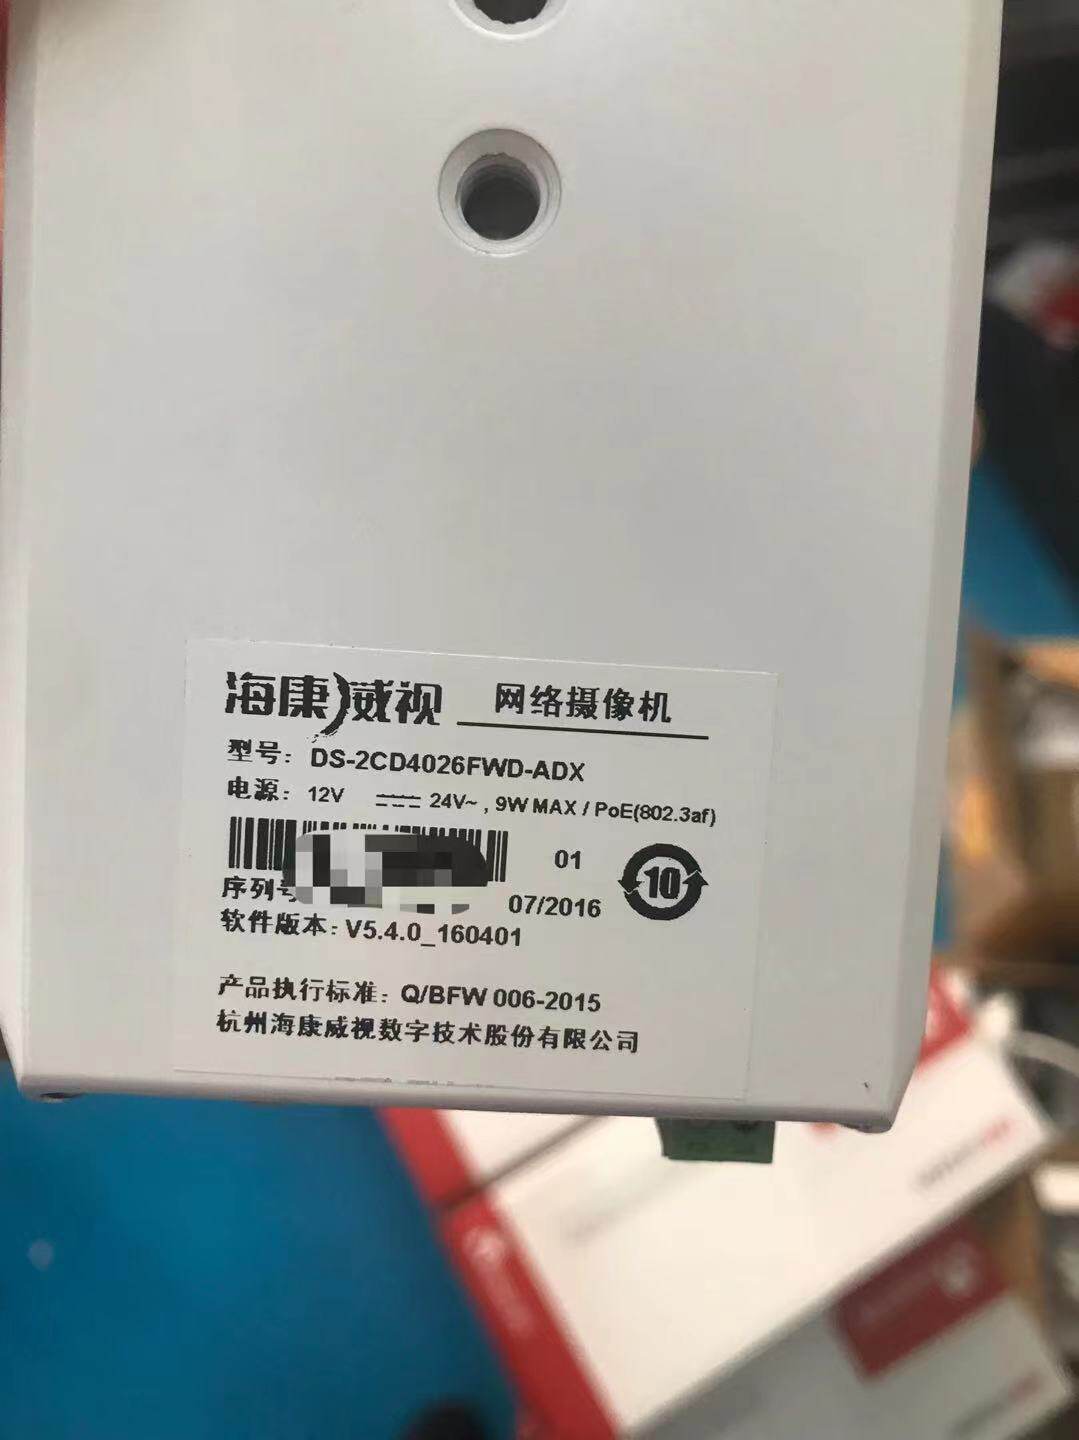 海康威视 网络摄像机
型号: DS-2CD4026FWD-ADX
电源: 12V ⎓ 24V~ , 9W MAX / PoE(802.3af)
01
10
序列号
07/2016
软件版本: V5.4.0_160401
产品执行标准: Q/BFW 006-2015
杭州海康威视数字技术股份有限公司